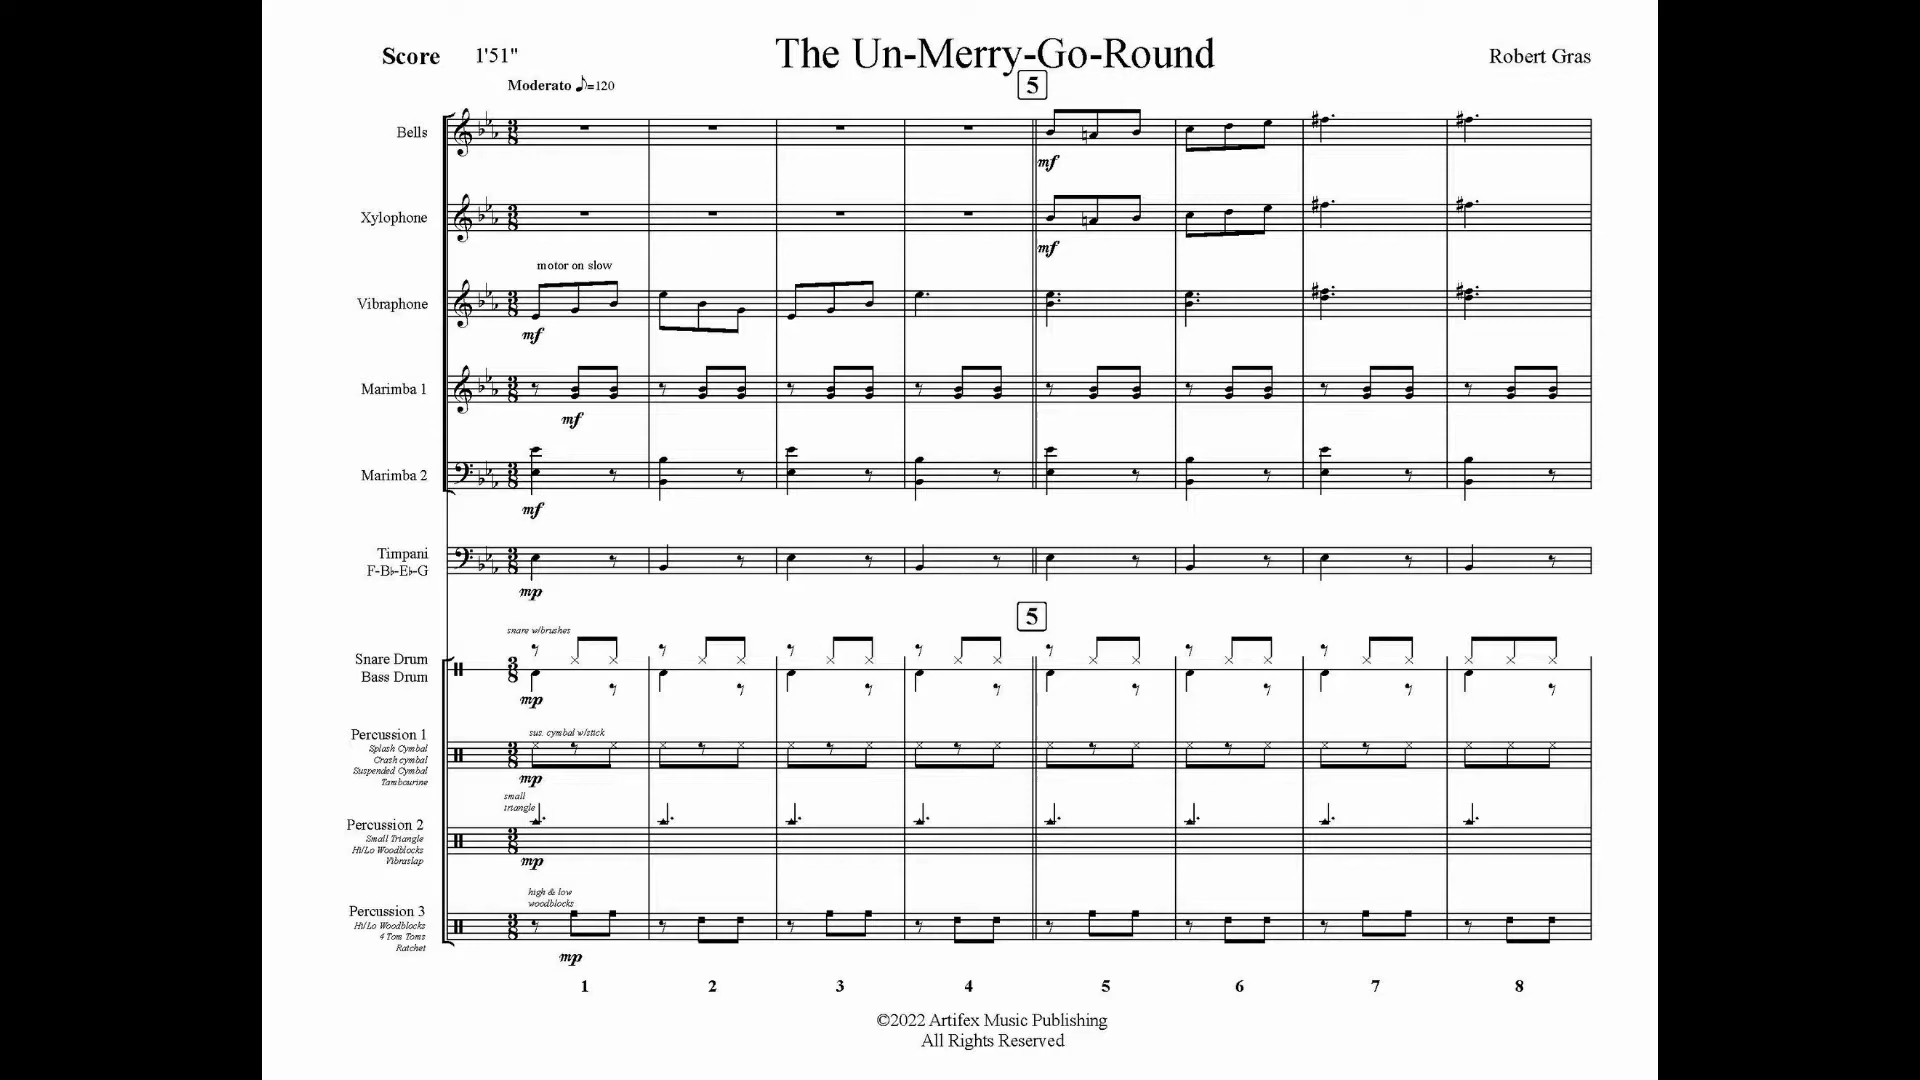 Score 1'51"
The Un-Merry-Go-Round
Robert Gras
Moderato ♪=120
5
Bells
mf
Xylophone
mf
motor on slow
Vibraphone
mf
Marimba 1
mf
Marimba 2
mf
Timpani
F-B♭-E♭-G
mp
5
snare w/brushes
Snare Drum
Bass Drum
mp
sus. cymbal w/stick
Percussion 1
Splash Cymbal
Crash cymbal
Suspended Cymbal
Tambourine
mp
small
triangle
Percussion 2
Small Triangle
Hi/Lo Woodblocks
Vibraslap
mp
high & low
woodblocks
Percussion 3
Hi/Lo Woodblocks
4 Tom Toms
Ratchet
mp
1 2 3 4 5 6 7 8
©2022 Artifex Music Publishing
All Rights Reserved